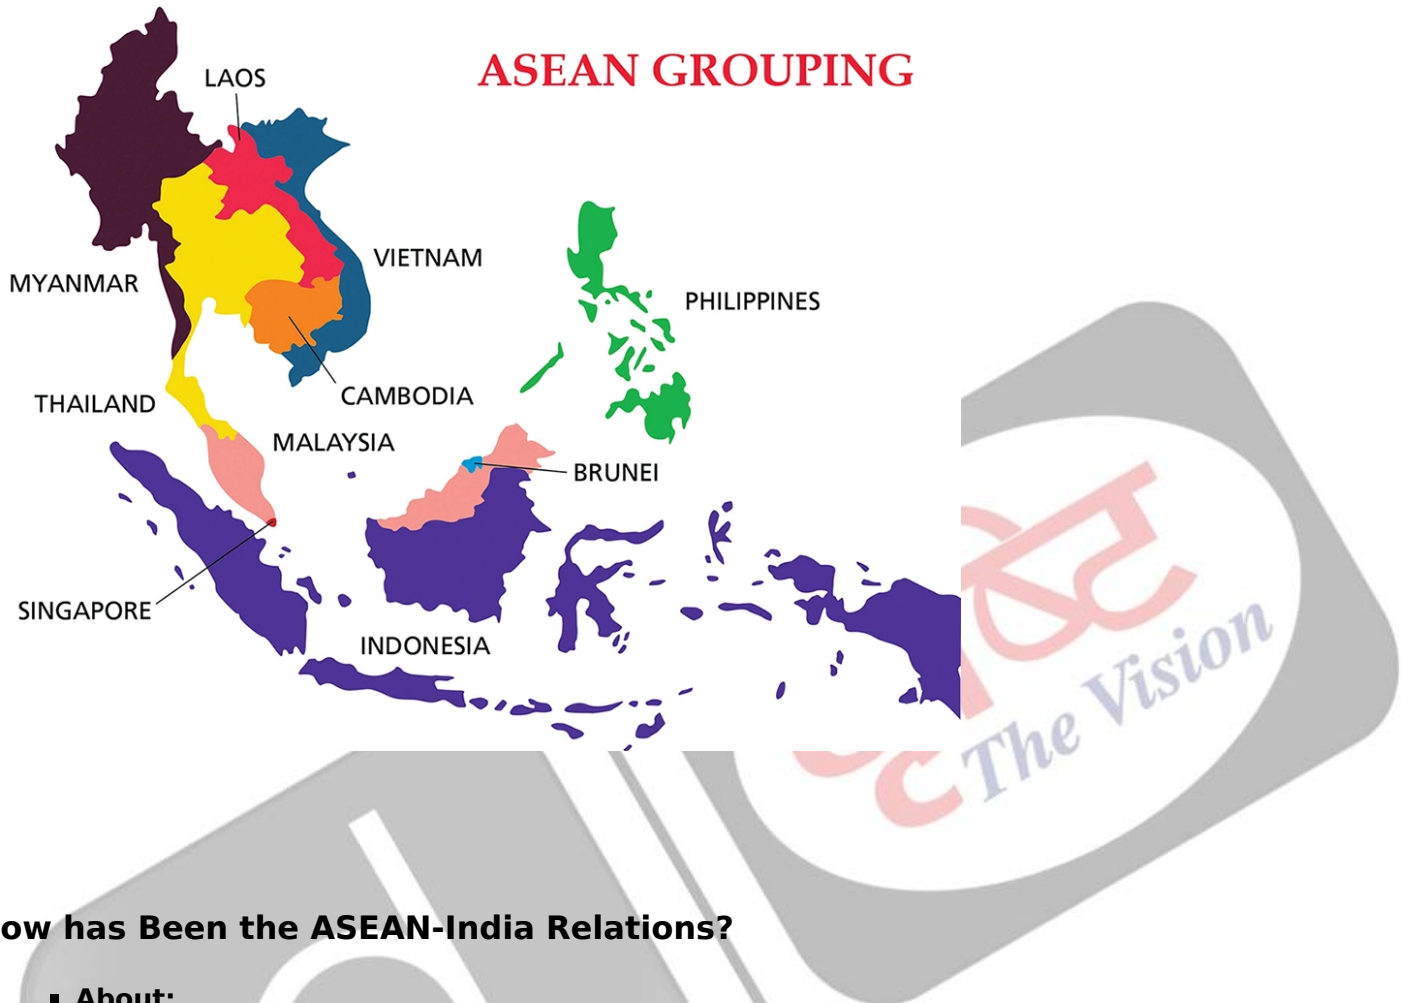 ASEAN GROUPING
LAOS
VIETNAM
MYANMAR
PHILIPPINES
CAMBODIA
THAILAND
MALAYSIA
BRUNEI
SINGAPORE
INDONESIA
The Vision
ow has Been the ASEAN-India Relations?
▪ About: